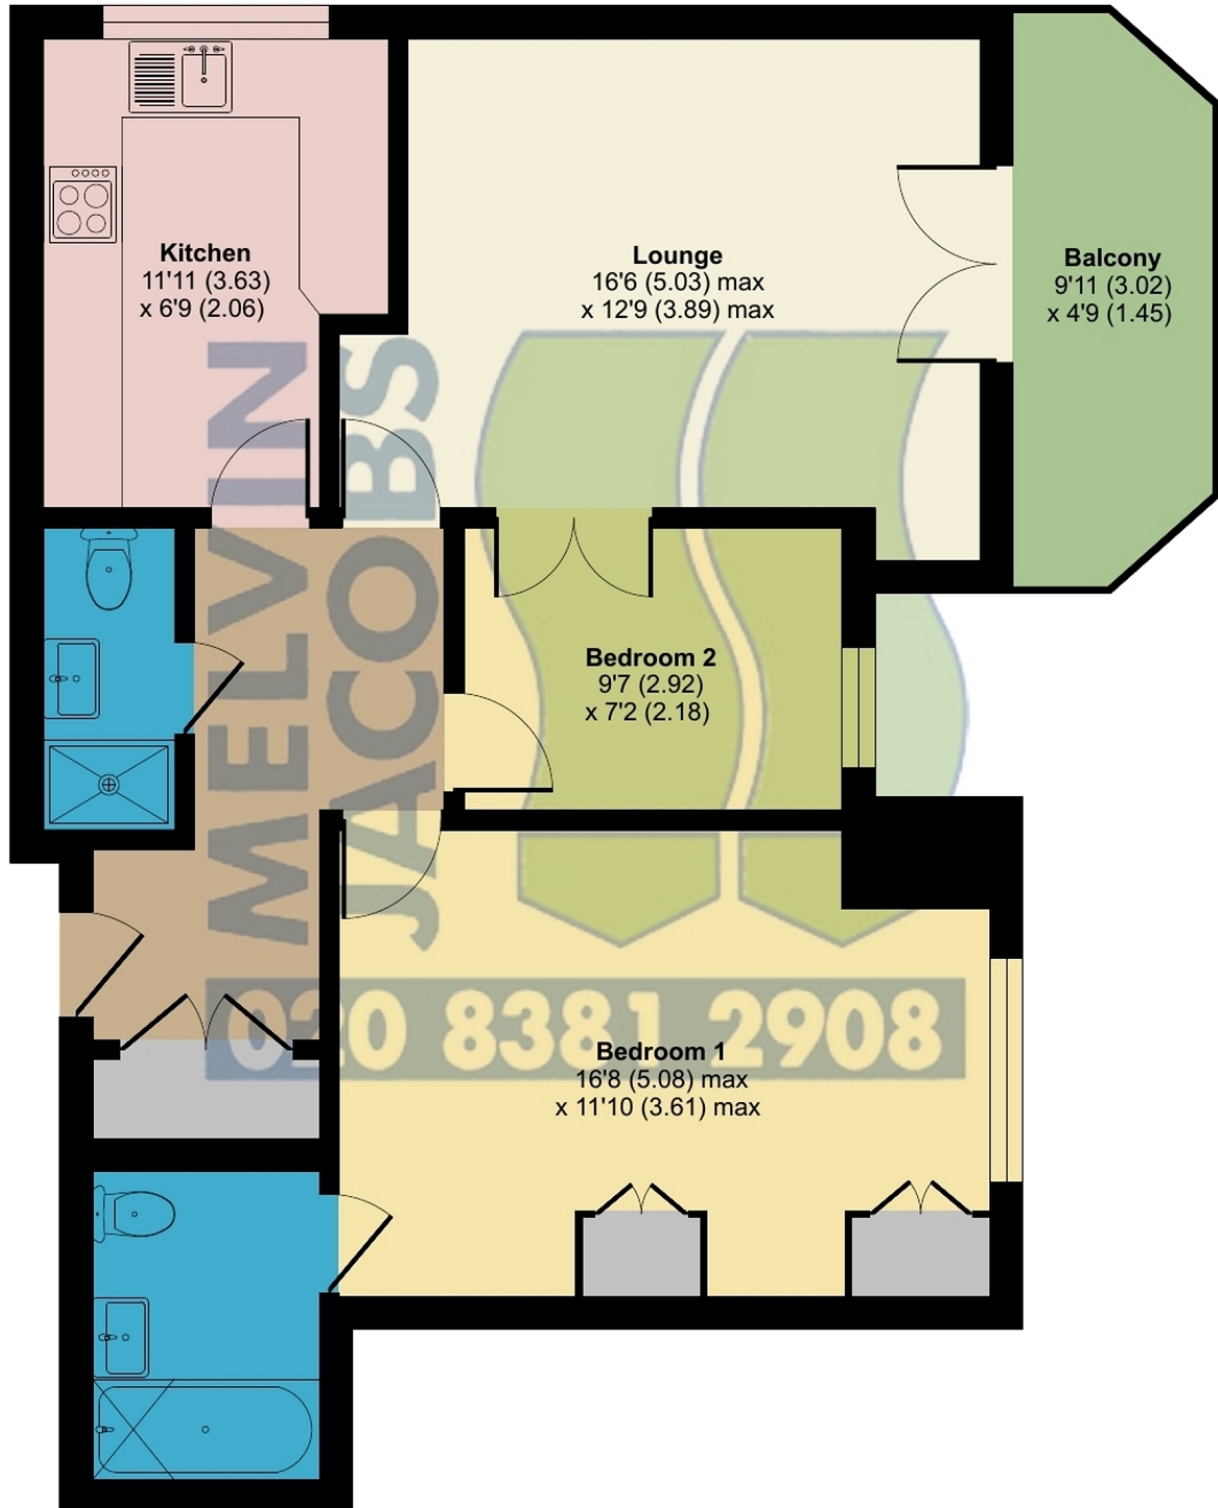 Kitchen
11'11 (3.63)
x 6'9 (2.06)
Lounge
16'6 (5.03) max
x 12'9 (3.89) max
Balcony
9'11 (3.02)
x 4'9 (1.45)
MELVIN
JACOBS
Bedroom 2
9'7 (2.92)
x 7'2 (2.18)
020 8381 2908
Bedroom 1
16'8 (5.08) max
x 11'10 (3.61) max